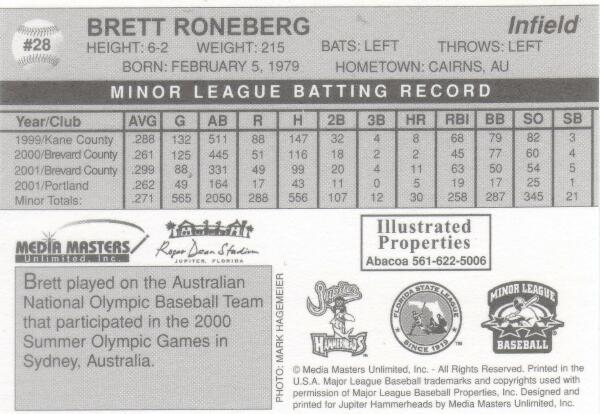 #28
BRETT RONEBERG
Infield
HEIGHT: 6-2 WEIGHT: 215 BATS: LEFT THROWS: LEFT
BORN: FEBRUARY 5, 1979 HOMETOWN: CAIRNS, AU
MINOR LEAGUE BATTING RECORD
Year/Club AVG G AB R H 2B 3B HR RBI BB SO SB
1999/Kane County .288 132 511 88 147 32 4 8 68 79 82 3
2000/Brevard County .261 125 445 51 116 18 2 2 45 77 60 4
2001/Brevard County .299 88 331 49 99 20 4 11 63 50 54 5
2001/Portland .262 49 164 17 43 11 0 5 19 17 25 1
Minor Totals: .271 565 2050 288 556 107 12 30 258 287 345 21
MEDIA MASTERS
Unlimited, Inc.
Roger Dean Stadium
JUPITER, FLORIDA
Illustrated
Properties
Abacoa 561-622-5006
Brett played on the Australian
National Olympic Baseball Team
that participated in the 2000
Summer Olympic Games in
Sydney, Australia.
PHOTO: MARK HAGEMEIER
Jupiter
HAMMERHEADS
FLORIDA STATE LEAGUE
SINCE 1919
MINOR LEAGUE
BASEBALL
© Media Masters Unlimited, Inc. - All Rights Reserved. Printed in the
U.S.A. Major League Baseball trademarks and copyrights used with
permission of Major League Baseball Properties, Inc. Designed and
printed for Jupiter Hammerheads by Media Masters Unlimited, Inc.